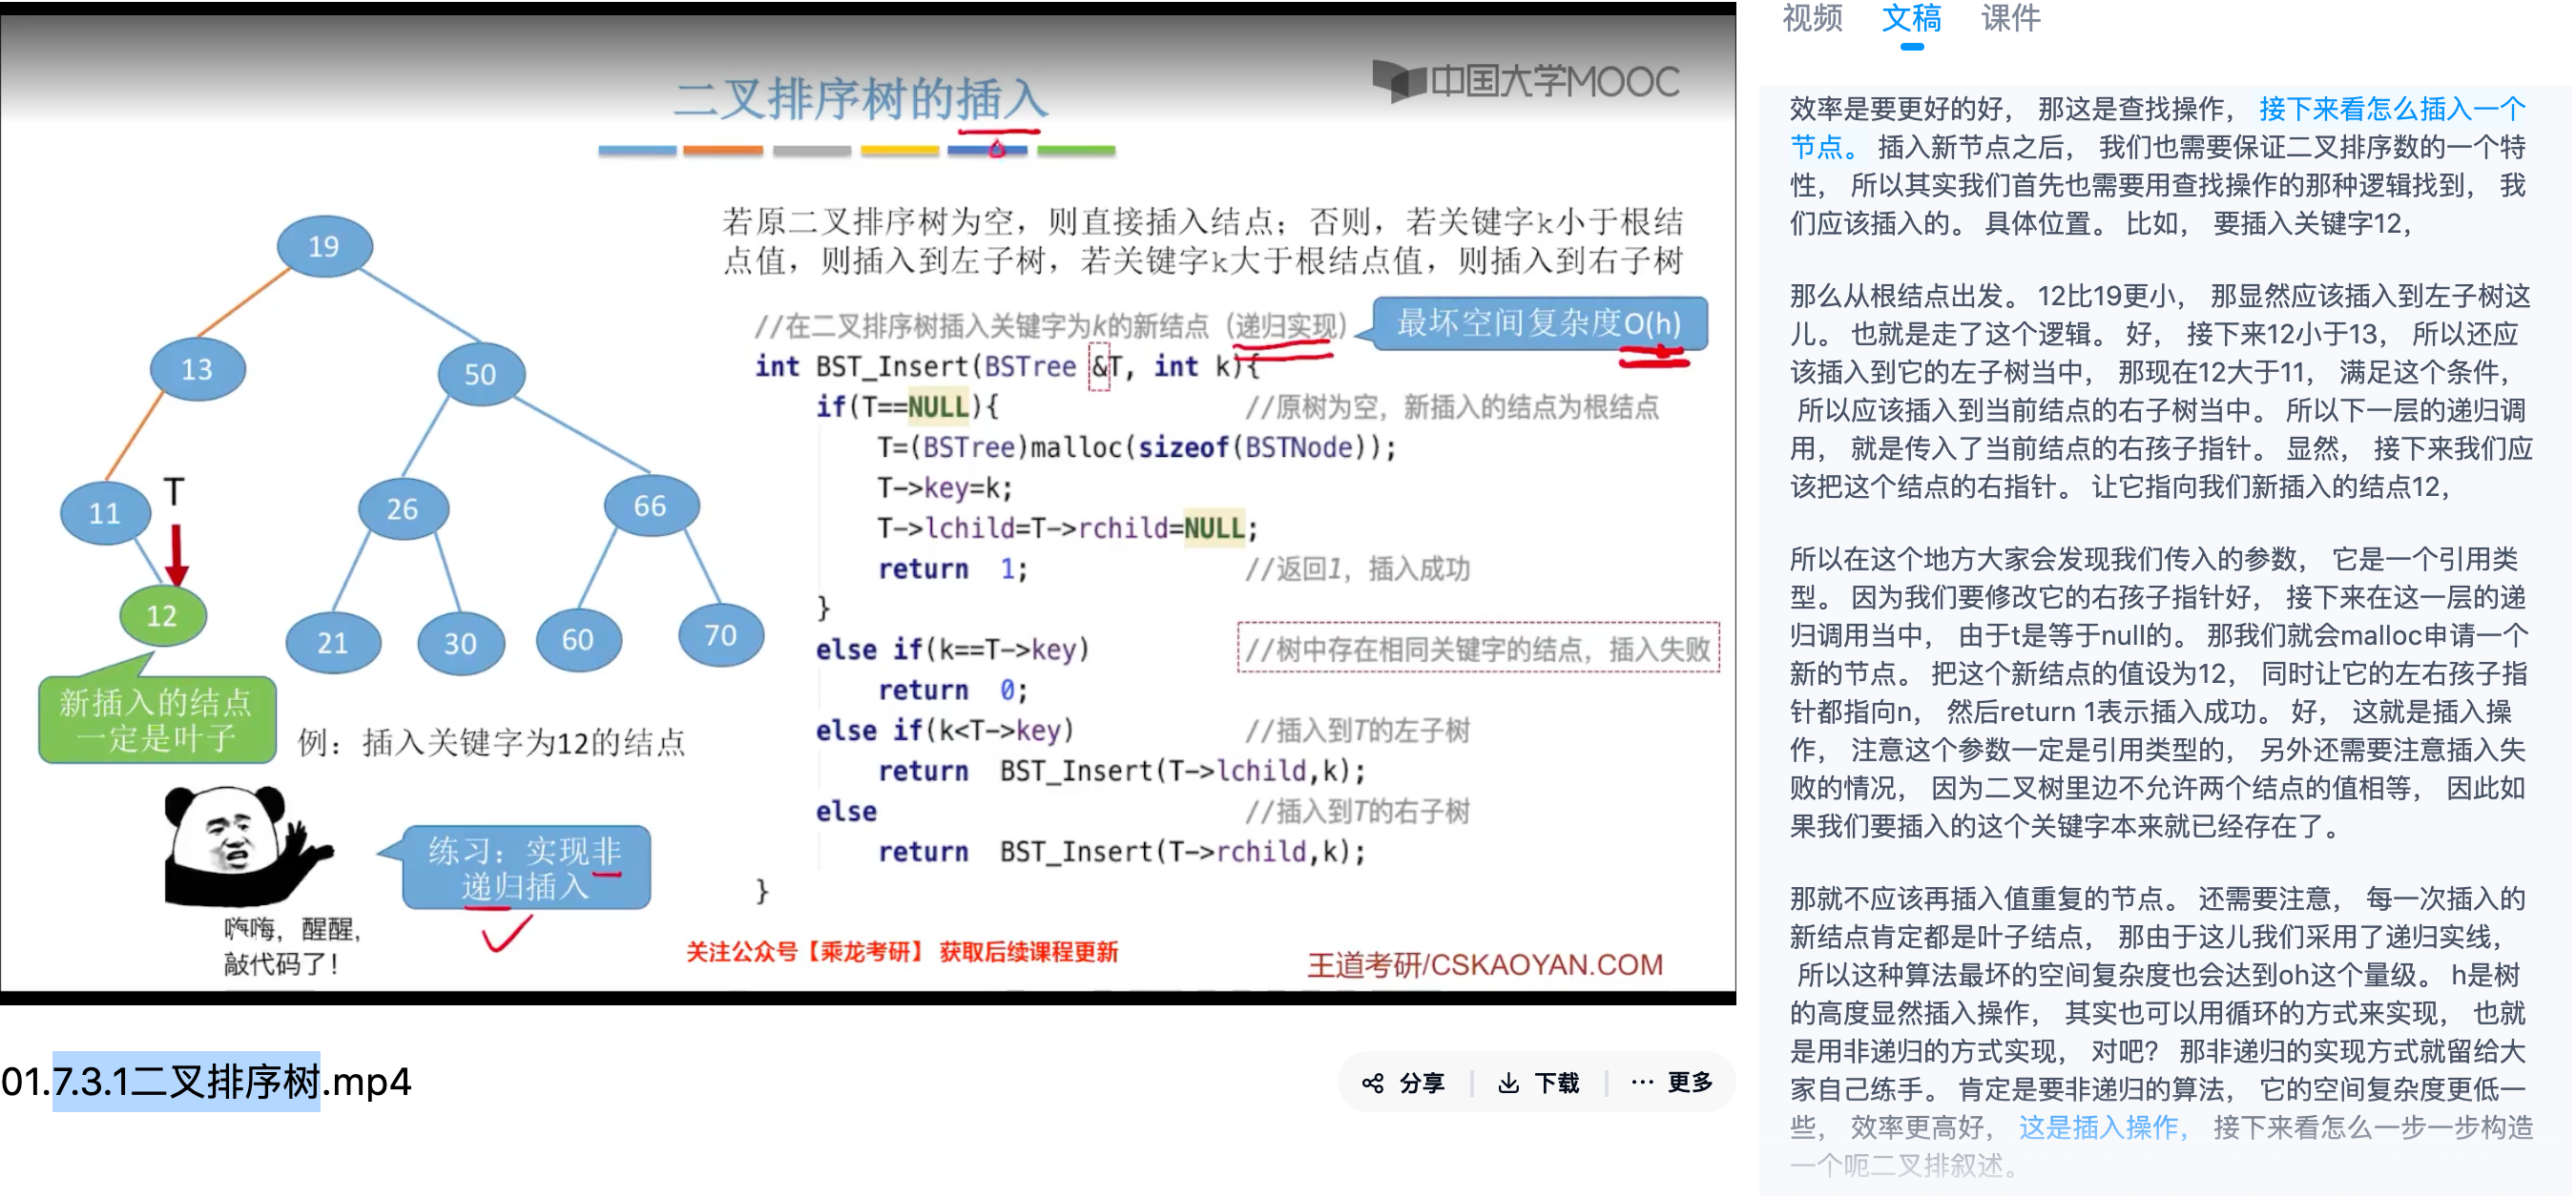 中国大学MOOC
二叉排序树的插入
若原二叉排序树为空，则直接插入结点；否则，若关键字k小于根结
点值，则插入到左子树，若关键字k大于根结点值，则插入到右子树
//在二叉排序树插入关键字为k的新结点（递归实现）
最坏空间复杂度O(h)
int BST_Insert(BSTree &T, int k){
if(T==NULL){ //原树为空，新插入的结点为根结点
T=(BSTree)malloc(sizeof(BSTNode));
T->key=k;
T->lchild=T->rchild=NULL;
return 1; //返回1，插入成功
}
else if(k==T->key) //树中存在相同关键字的结点，插入失败
return 0;
else if(k<T->key) //插入到T的左子树
return BST_Insert(T->lchild,k);
else //插入到T的右子树
return BST_Insert(T->rchild,k);
}
19
13
50
11
T
26
66
12
21
30
60
70
新插入的结点
一定是叶子
例：插入关键字为12的结点
练习：实现非
递归插入
嗨嗨，醒醒，
敲代码了！
关注公众号【乘龙考研】 获取后续课程更新
王道考研/CSKAOYAN.COM
01.7.3.1二叉排序树.mp4
分享
下载
更多
视频 文稿 课件
效率是要更好的好， 那这是查找操作， 接下来看怎么插入一个
节点。 插入新节点之后， 我们也需要保证二叉排序数的一个特
性， 所以其实我们首先也需要用查找操作的那种逻辑找到， 我
们应该插入的。 具体位置。 比如， 要插入关键字12，
那么从根结点出发。 12比19更小， 那显然应该插入到左子树这
儿。 也就是走了这个逻辑。 好， 接下来12小于13， 所以还应
该插入到它的左子树当中， 那现在12大于11， 满足这个条件，
所以应该插入到当前结点的右子树当中。 所以下一层的递归调
用， 就是传入了当前结点的右孩子指针。 显然， 接下来我们应
该把这个结点的右指针。 让它指向我们新插入的结点12，
所以在这个地方大家会发现我们传入的参数， 它是一个引用类
型。 因为我们要修改它的右孩子指针好， 接下来在这一层的递
归调用当中， 由于t是等于null的。 那我们就会malloc申请一个
新的节点。 把这个新结点的值设为12， 同时让它的左右孩子指
针都指向n， 然后return 1表示插入成功。 好， 这就是插入操
作， 注意这个参数一定是引用类型的， 另外还需要注意插入失
败的情况， 因为二叉树里边不允许两个结点的值相等， 因此如
果我们要插入的这个关键字本来就已经存在了。
那就不应该再插入值重复的节点。 还需要注意， 每一次插入的
新结点肯定都是叶子结点， 那由于这儿我们采用了递归实线，
所以这种算法最坏的空间复杂度也会达到oh这个量级。 h是树
的高度显然插入操作， 其实也可以用循环的方式来实现， 也就
是用非递归的方式实现， 对吧？ 那非递归的实现方式就留给大
家自己练手。 肯定是要非递归的算法， 它的空间复杂度更低一
些， 效率更高好， 这是插入操作， 接下来看怎么一步一步构造
一个呃二叉排叙述。